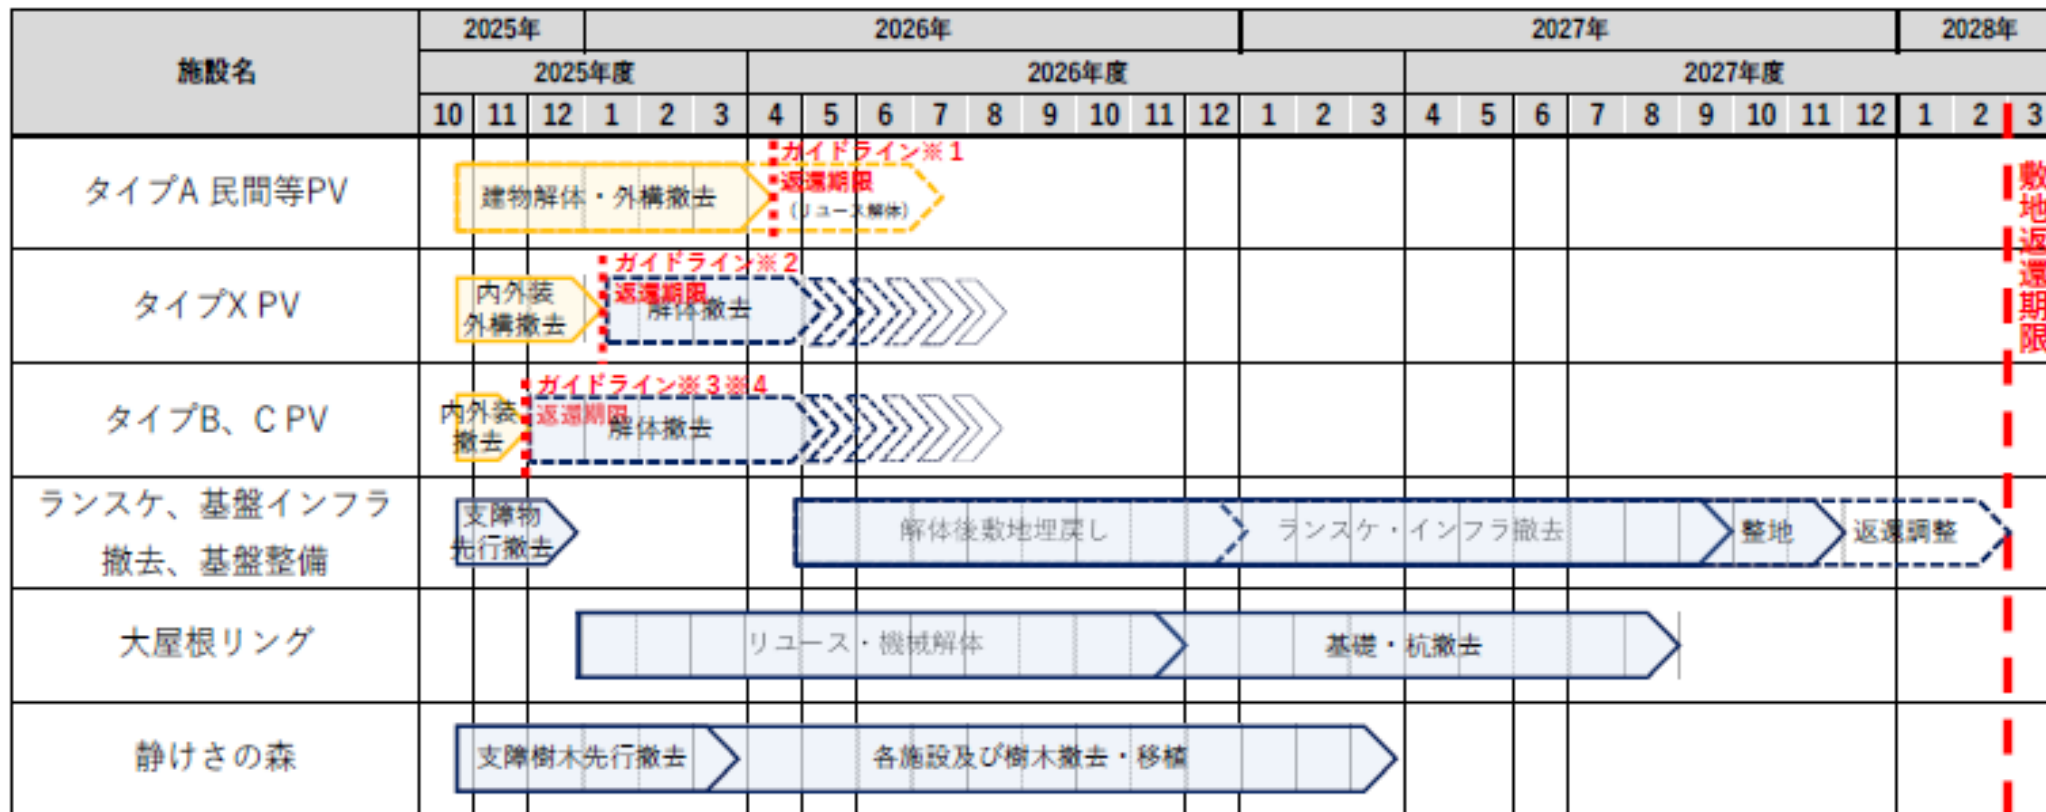 2025年 2026年 2027年 2028年
施設名
2025年度 2026年度 2027年度
10 11 12 1 2 3 4 5 6 7 8 9 10 11 12 1 2 3 4 5 6 7 8 9 10 11 12 1 2 3
タイプA 民間等PV
建物解体・外構撤去
ガイドライン※1
返還期限
(リユース解体)
タイプX PV
内外装
外構撤去
ガイドライン※2
返還期限
解体撤去
タイプB、C PV
内外装
撤去
ガイドライン※3※4
返還期限
解体撤去
ランスケ、基盤インフラ
撤去、基盤整備
支障物
先行撤去
解体後敷地埋戻し
ランスケ・インフラ撤去
整地
返還調整
大屋根リング
リユース・機械解体
基礎・杭撤去
静けさの森
支障樹木先行撤去
各施設及び樹木撤去・移植
敷地返還期限